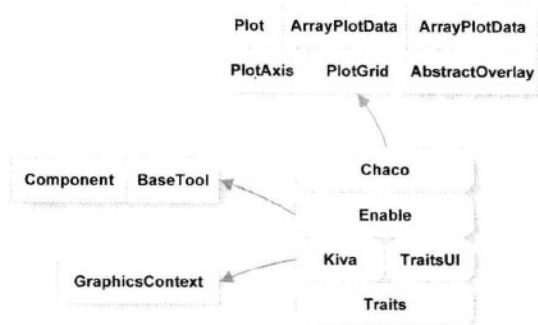 Plot ArrayPlotData ArrayPlotData
PlotAxis PlotGrid AbstractOverlay
Chaco
Component BaseTool
Enable
Kiva TraitsUI
GraphicsContext
Traits